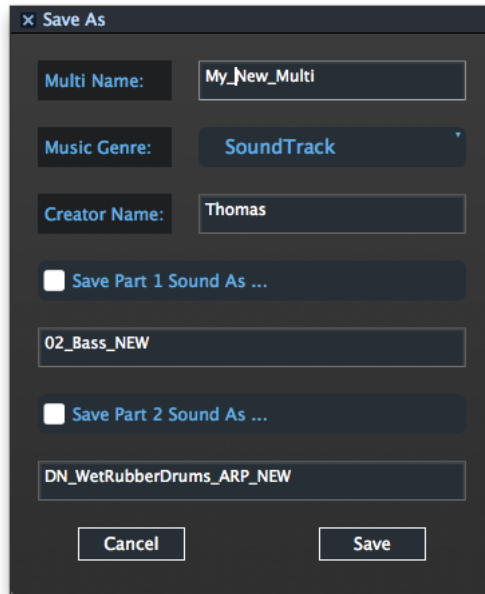 Save As
Multi Name:
My_New_Multi
Music Genre:
SoundTrack
Creator Name:
Thomas
Save Part 1 Sound As ...
02_Bass_NEW
Save Part 2 Sound As ...
DN_WetRubberDrums_ARP_NEW
Cancel
Save